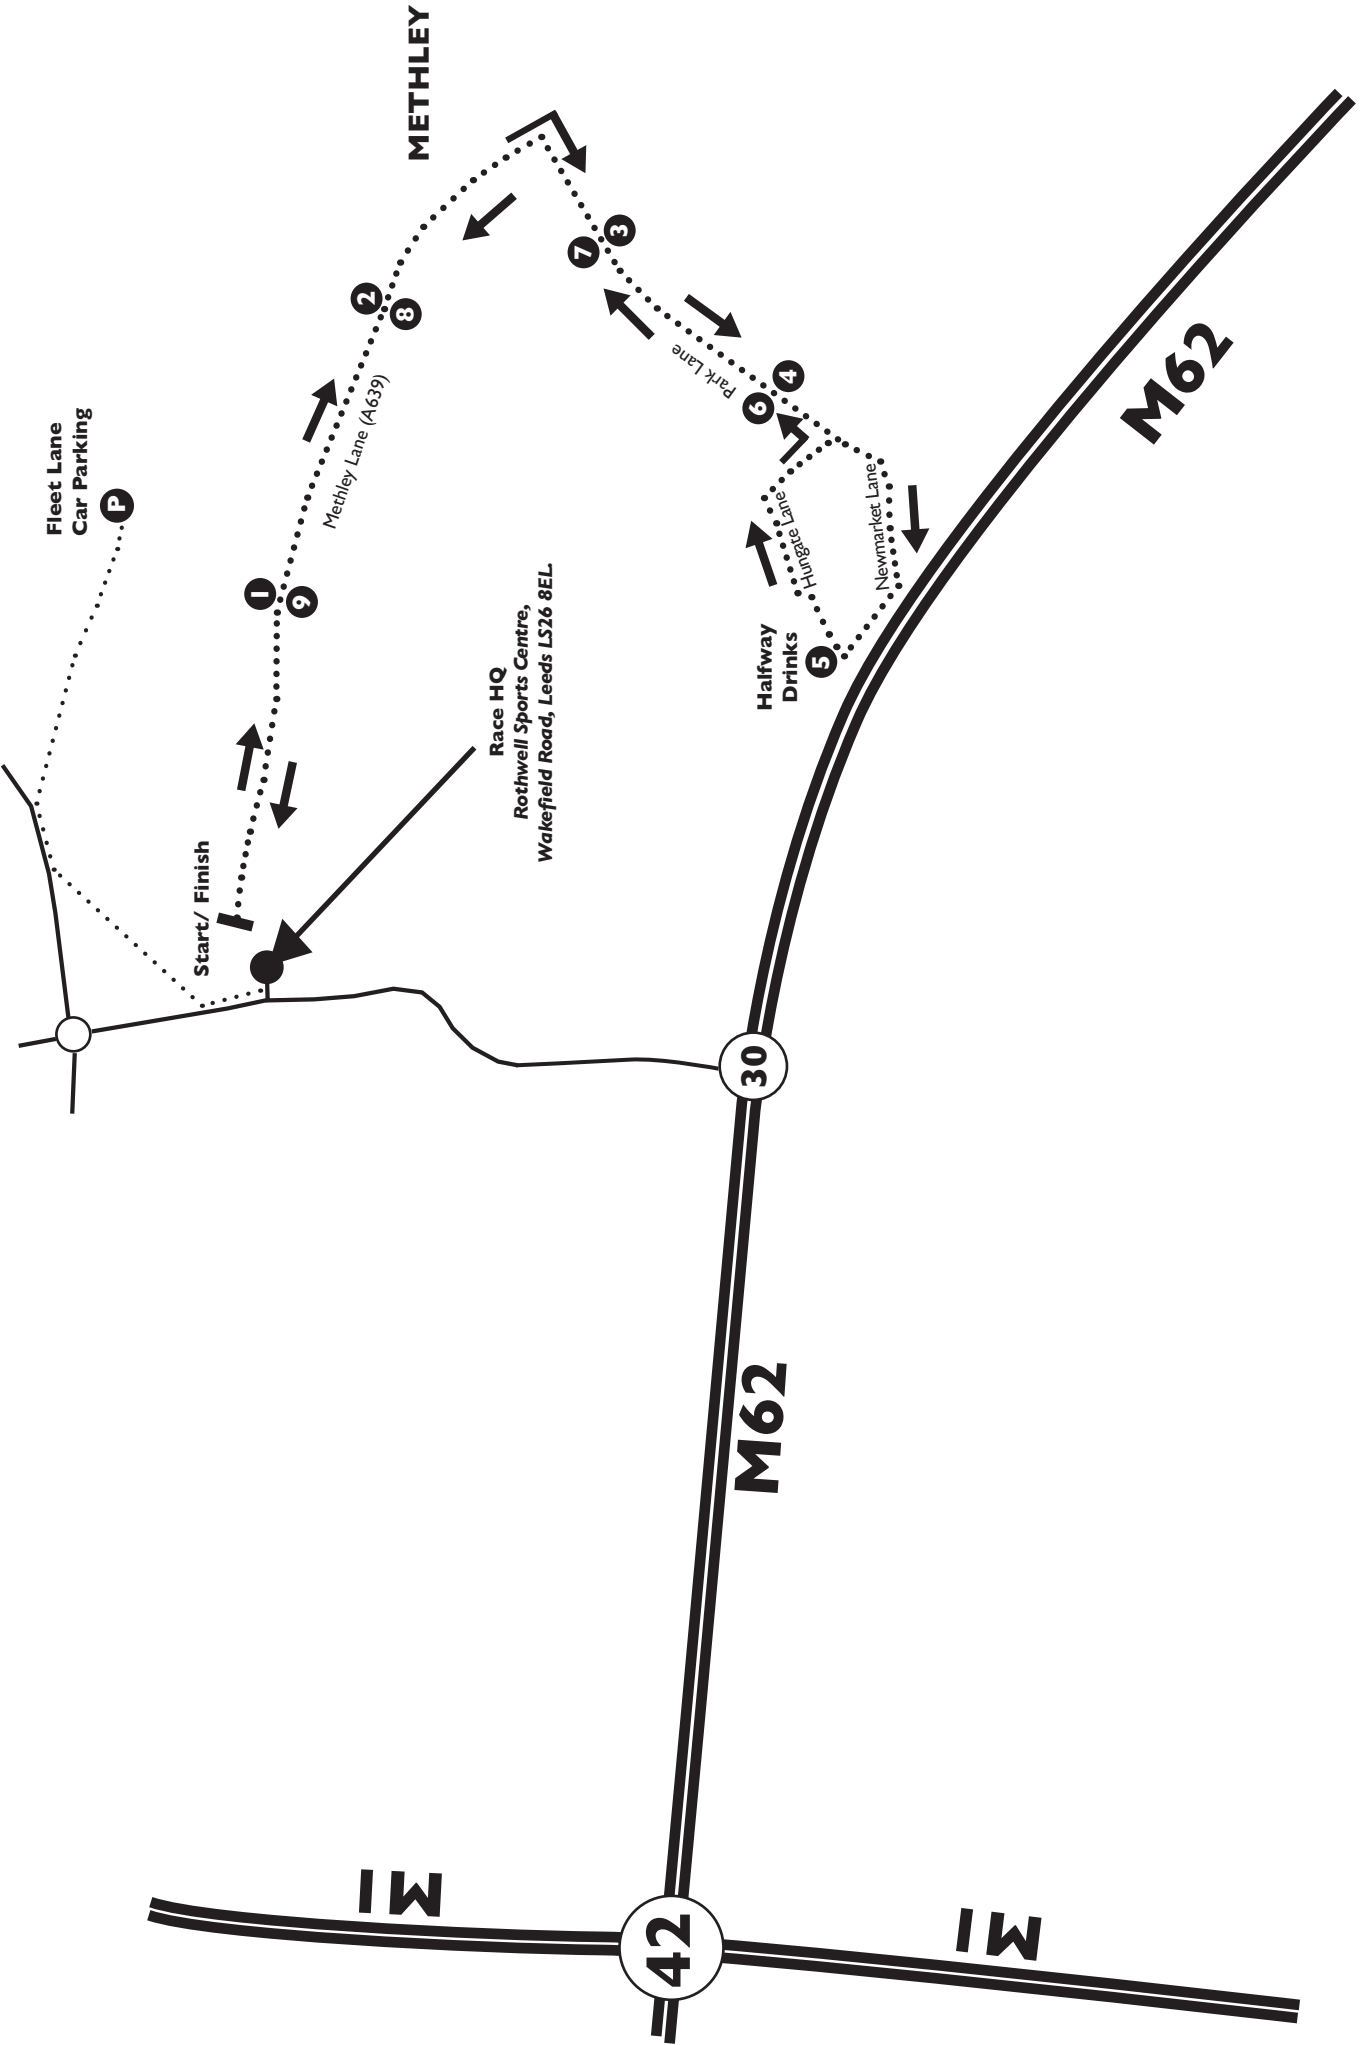 Fleet Lane
Car Parking
P
METHLEY
Start/ Finish
1
9
Methley Lane (A639)
2
8
7
3
Race HQ
Rothwell Sports Centre,
Wakefield Road, Leeds LS26 8EL.
Park Lane
6
4
Halfway
Drinks
5
Hungate Lane
Newmarket Lane
30
M62
M62
42
M1
M1